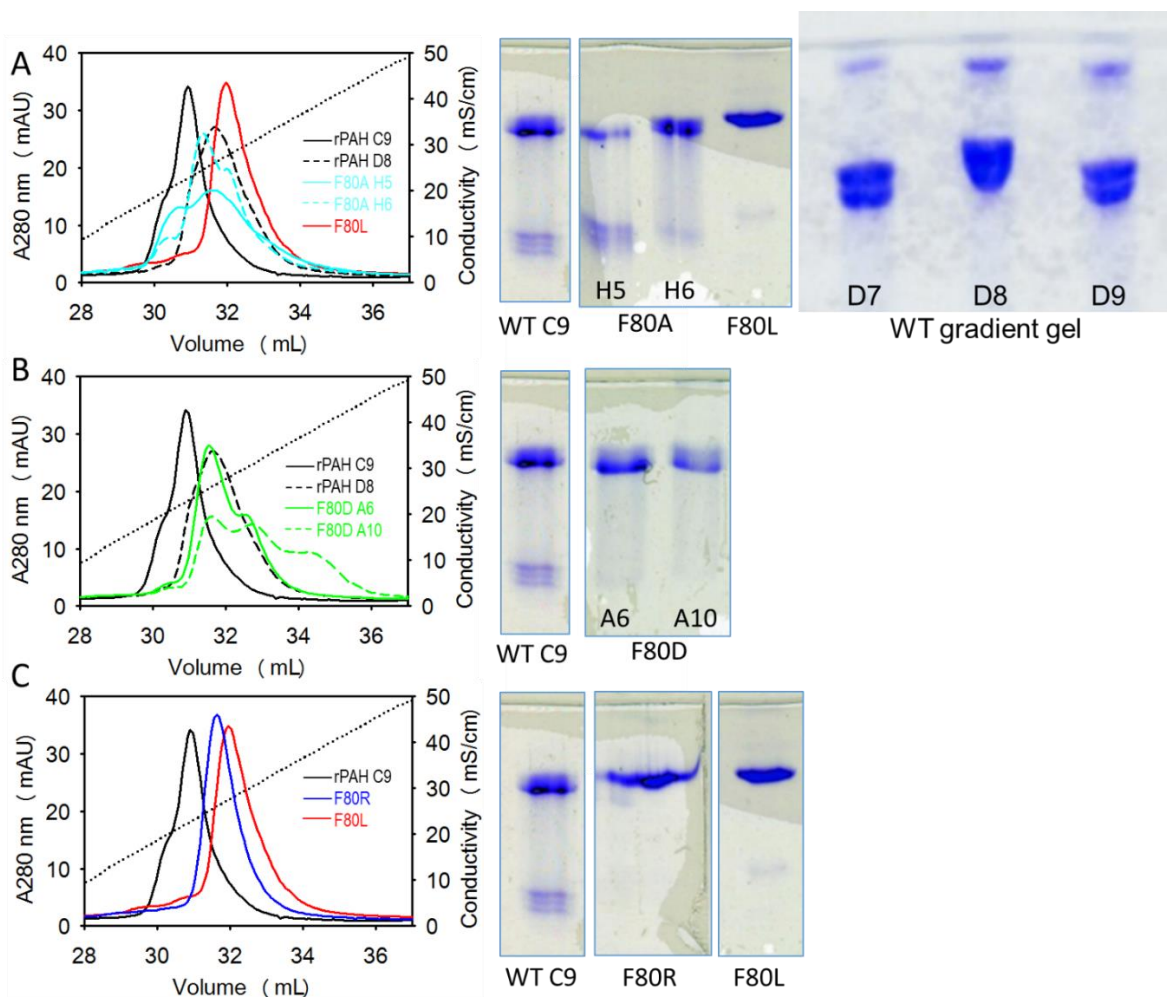 A
A280 nm (mAU)
40
30
20
10
0
50
40
30
20
10
0
Conductivity (mS/cm)
rPAH C9
rPAH D8
F80A H5
F80A H6
F80L
28 30 32 34 36
Volume (mL)
H5 H6
WT C9 F80A F80L
D7 D8 D9
WT gradient gel
B
A280 nm (mAU)
40
30
20
10
0
50
40
30
20
10
0
Conductivity (mS/cm)
rPAH C9
rPAH D8
F80D A6
F80D A10
28 30 32 34 36
Volume (mL)
A6 A10
WT C9 F80D
C
A280 nm (mAU)
40
30
20
10
0
50
40
30
20
10
0
Conductivity (mS/cm)
rPAH C9
F80R
F80L
28 30 32 34 36
Volume (mL)
WT C9 F80R F80L